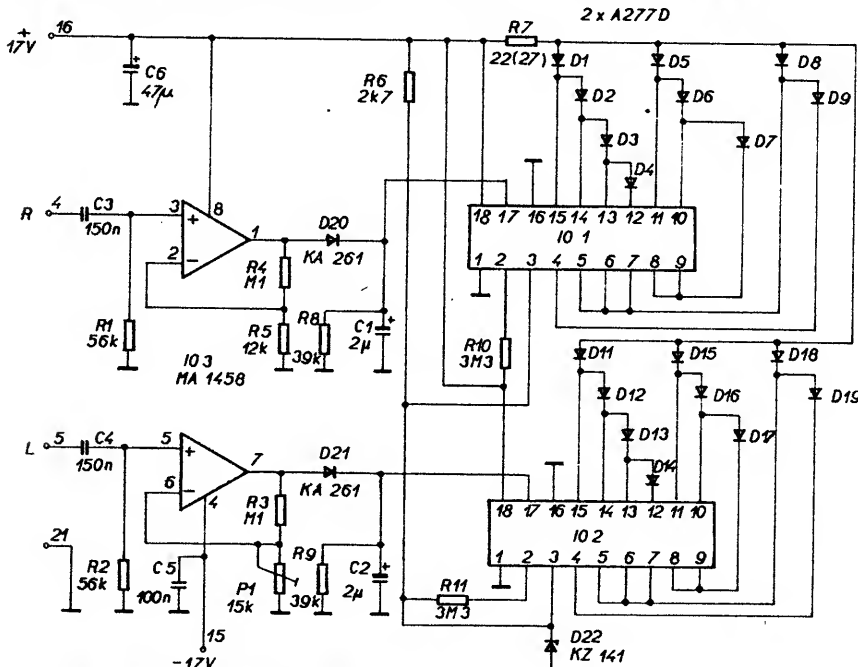 2 x A277D
+
17V
16
C6
47µ
+
8
R6
2k7
R7
22(27)
D1
D2
D3
D4
D5
D6
D7
D8
D9
R
4
C3
150n
3
+
2
−
1
D20
KA 261
R4
M1
R1
56k
R5
12k
R8
39k
C1
2µ
+
IO 3
MA 1458
18 17 16 15 14 13 12 11 10
IO 1
1 2 3 4 5 6 7 8 9
R10
3M3
D11
D12
D13
D14
D15
D16
D17
D18
D19
L
5
C4
150n
5
+
6
−
7
4
D21
KA 261
R3
M1
21
R2
56k
C5
100n
P1
15k
R9
39k
C2
2µ
+
18 17 16 15 14 13 12 11 10
IO 2
1 2 3 4 5 6 7 8 9
R11
3M3
15
−17V
D22
KZ 141